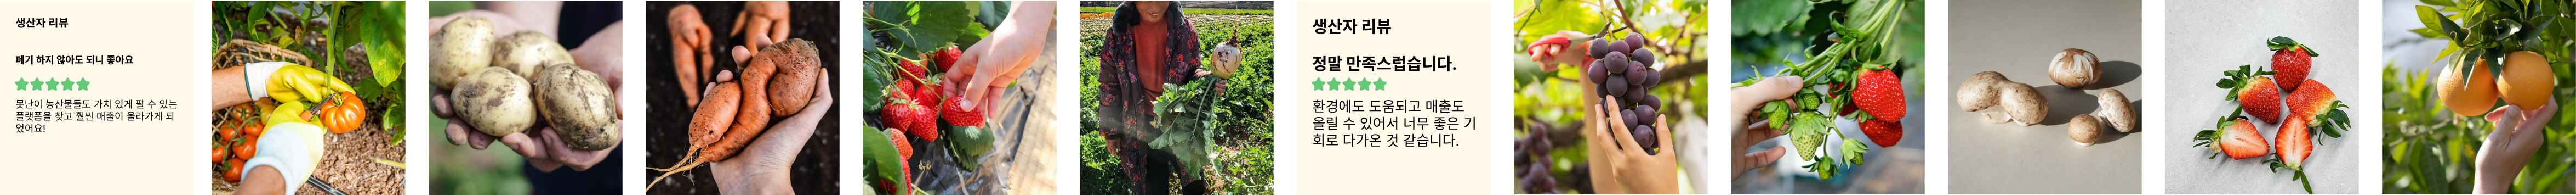 생산자 리뷰
폐기 하지 않아도 되니 좋아요
못난이 농산물들도 가치 있게 팔 수 있는
플랫폼을 찾고 훨씬 매출이 올라가게 되
었어요!
생산자 리뷰
정말 만족스럽습니다.
환경에도 도움되고 매출도
올릴 수 있어서 너무 좋은 기
회로 다가온 것 같습니다.